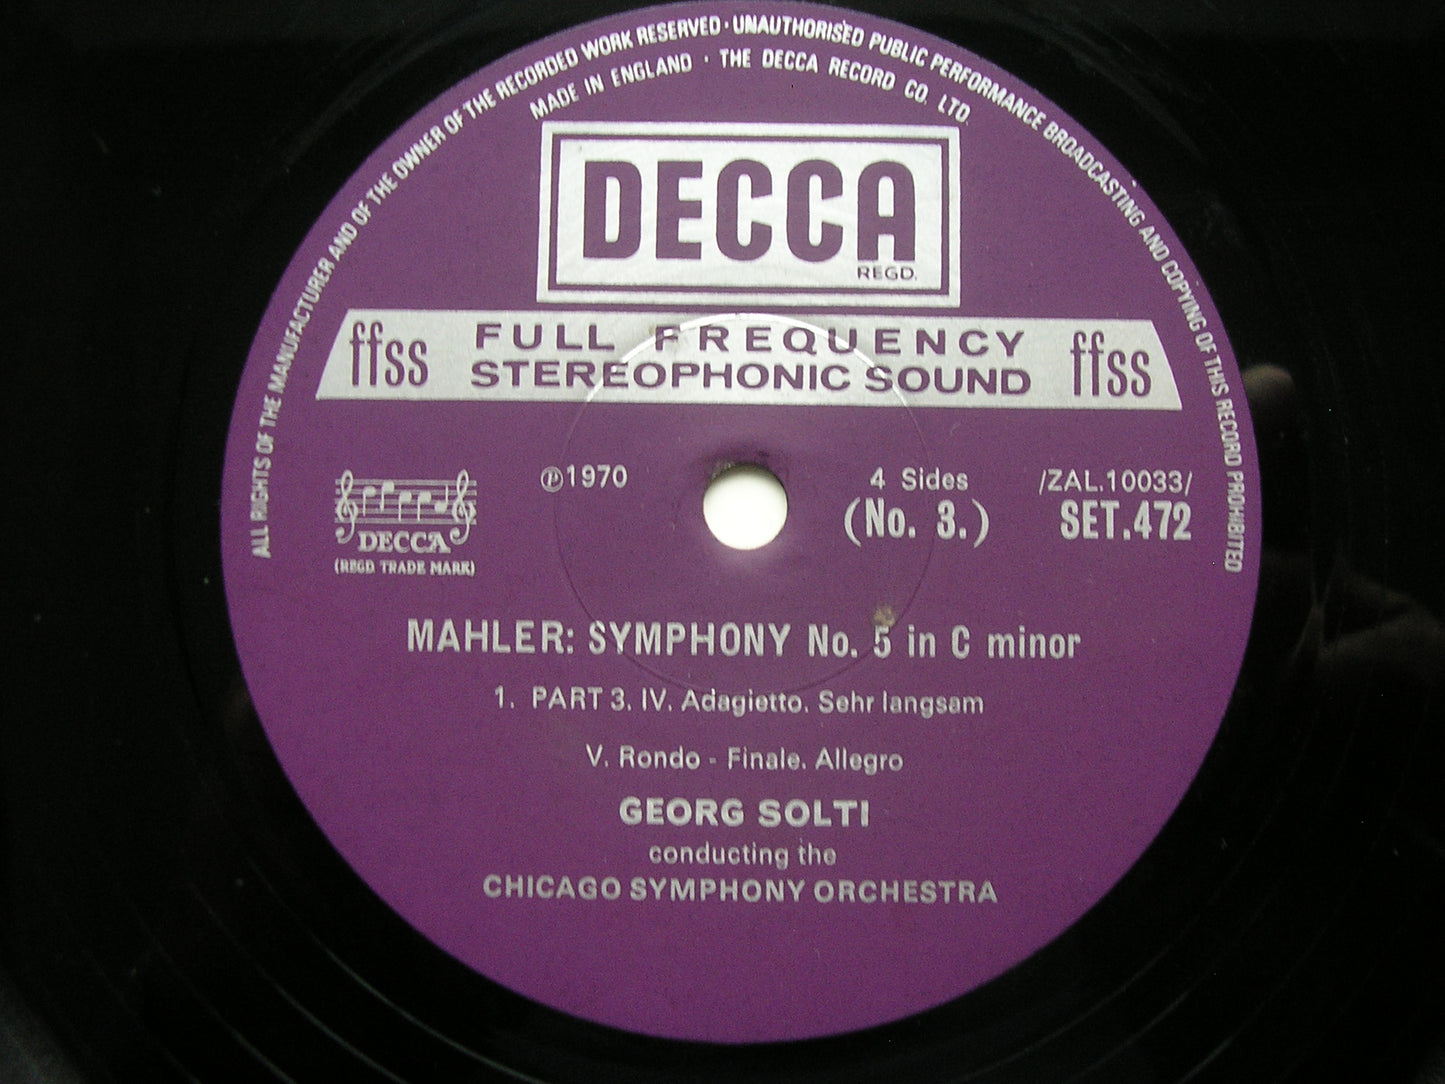 ALL RIGHTS OF THE MANUFACTURER AND OF THE OWNER OF THE RECORDED WORK RESERVED · UNAUTHORISED PUBLIC PERFORMANCE BROADCASTING AND COPYING OF THIS RECORD PROHIBITED
MADE IN ENGLAND · THE DECCA RECORD CO. LTD.
DECCA
REGD.
ffss FULL FREQUENCY STEREOPHONIC SOUND ffss
℗1970
4 Sides
/ZAL.10033/
(No. 3.)
SET.472
DECCA
(REGD. TRADE MARK)
MAHLER: SYMPHONY No. 5 in C minor
1. PART 3. IV. Adagietto. Sehr langsam
V. Rondo - Finale. Allegro
GEORG SOLTI
conducting the
CHICAGO SYMPHONY ORCHESTRA